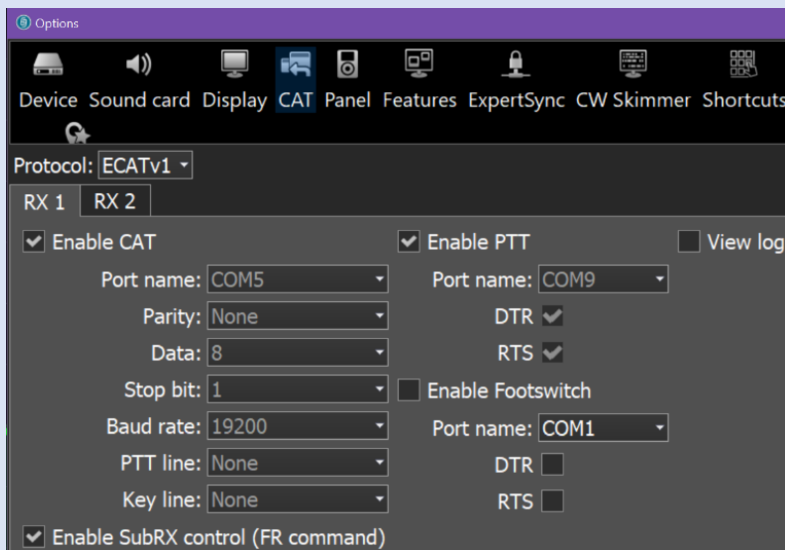 Options
Device Sound card Display CAT Panel Features ExpertSync CW Skimmer Shortcuts
Protocol: ECATv1
RX 1 RX 2
Enable CAT Enable PTT View log
Port name: COM5 Port name: COM9
Parity: None DTR
Data: 8 RTS
Stop bit: 1 Enable Footswitch
Baud rate: 19200 Port name: COM1
PTT line: None DTR
Key line: None RTS
Enable SubRX control (FR command)